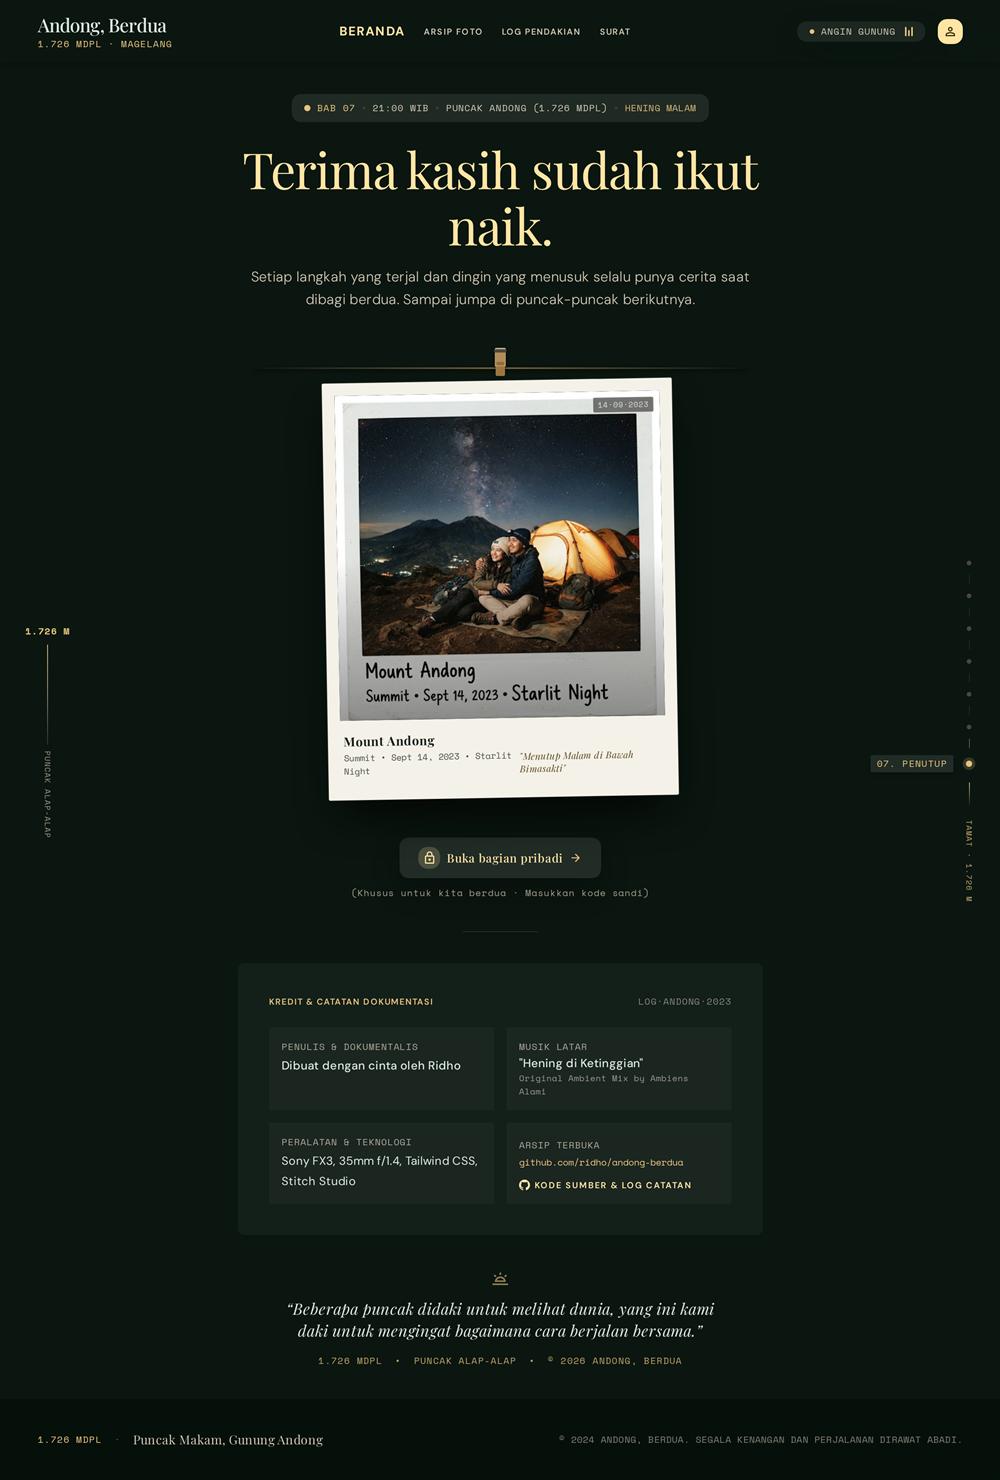 Andong, Berdua
1.726 MDPL · MAGELANG
BERANDA
ARSIP FOTO
LOG PENDAKIAN
SURAT
ANGIN GUNUNG
BAB 07 · 21:00 WIB · PUNCAK ANDONG (1.726 MDPL) · HENING MALAM
Terima kasih sudah ikut
naik.
Setiap langkah yang terjal dan dingin yang menusuk selalu punya cerita saat
dibagi berdua. Sampai jumpa di puncak-puncak berikutnya.
14·09·2023
Mount Andong
Summit • Sept 14, 2023 • Starlit Night
Mount Andong
Summit • Sept 14, 2023 • Starlit
Night
"Menutup Malam di Bawah
Bimasakti"
1.726 M
PUNCAK ALAP-ALAP
07. PENUTUP
TAMAT · 1.726 M
Buka bagian pribadi →
(Khusus untuk kita berdua · Masukkan kode sandi)
KREDIT & CATATAN DOKUMENTASI
LOG·ANDONG·2023
PENULIS & DOKUMENTALIS
Dibuat dengan cinta oleh Ridho
MUSIK LATAR
"Hening di Ketinggian"
Original Ambient Mix by Ambiens
Alami
PERALATAN & TEKNOLOGI
Sony FX3, 35mm f/1.4, Tailwind CSS,
Stitch Studio
ARSIP TERBUKA
github.com/ridho/andong-berdua
KODE SUMBER & LOG CATATAN
“Beberapa puncak didaki untuk melihat dunia, yang ini kami
daki untuk mengingat bagaimana cara berjalan bersama.”
1.726 MDPL • PUNCAK ALAP-ALAP • © 2026 ANDONG, BERDUA
1.726 MDPL · Puncak Makam, Gunung Andong
© 2024 ANDONG, BERDUA. SEGALA KENANGAN DAN PERJALANAN DIRAWAT ABADI.